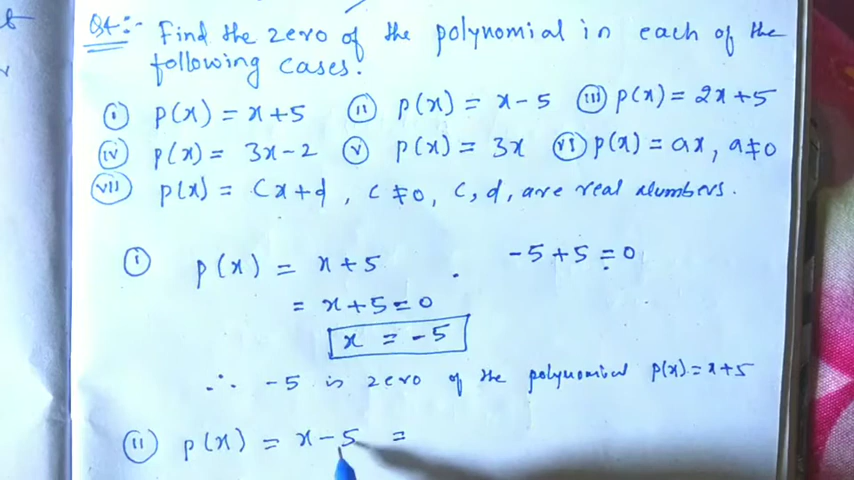 Q4:- Find the zero of the polynomial in each of the
following cases.
(i) p(x) = x+5 (ii) p(x) = x-5 (iii) p(x) = 2x+5
(iv) p(x) = 3x-2 (v) p(x) = 3x (vi) p(x) = ax, a≠0
(vii) p(x) = cx+d, c≠0, c, d, are real numbers.
(i) p(x) = x+5 . -5+5=0
= x+5=0
x = -5
∴ -5 is zero of the polynomial p(x)=x+5
(ii) p(x) = x-5 =